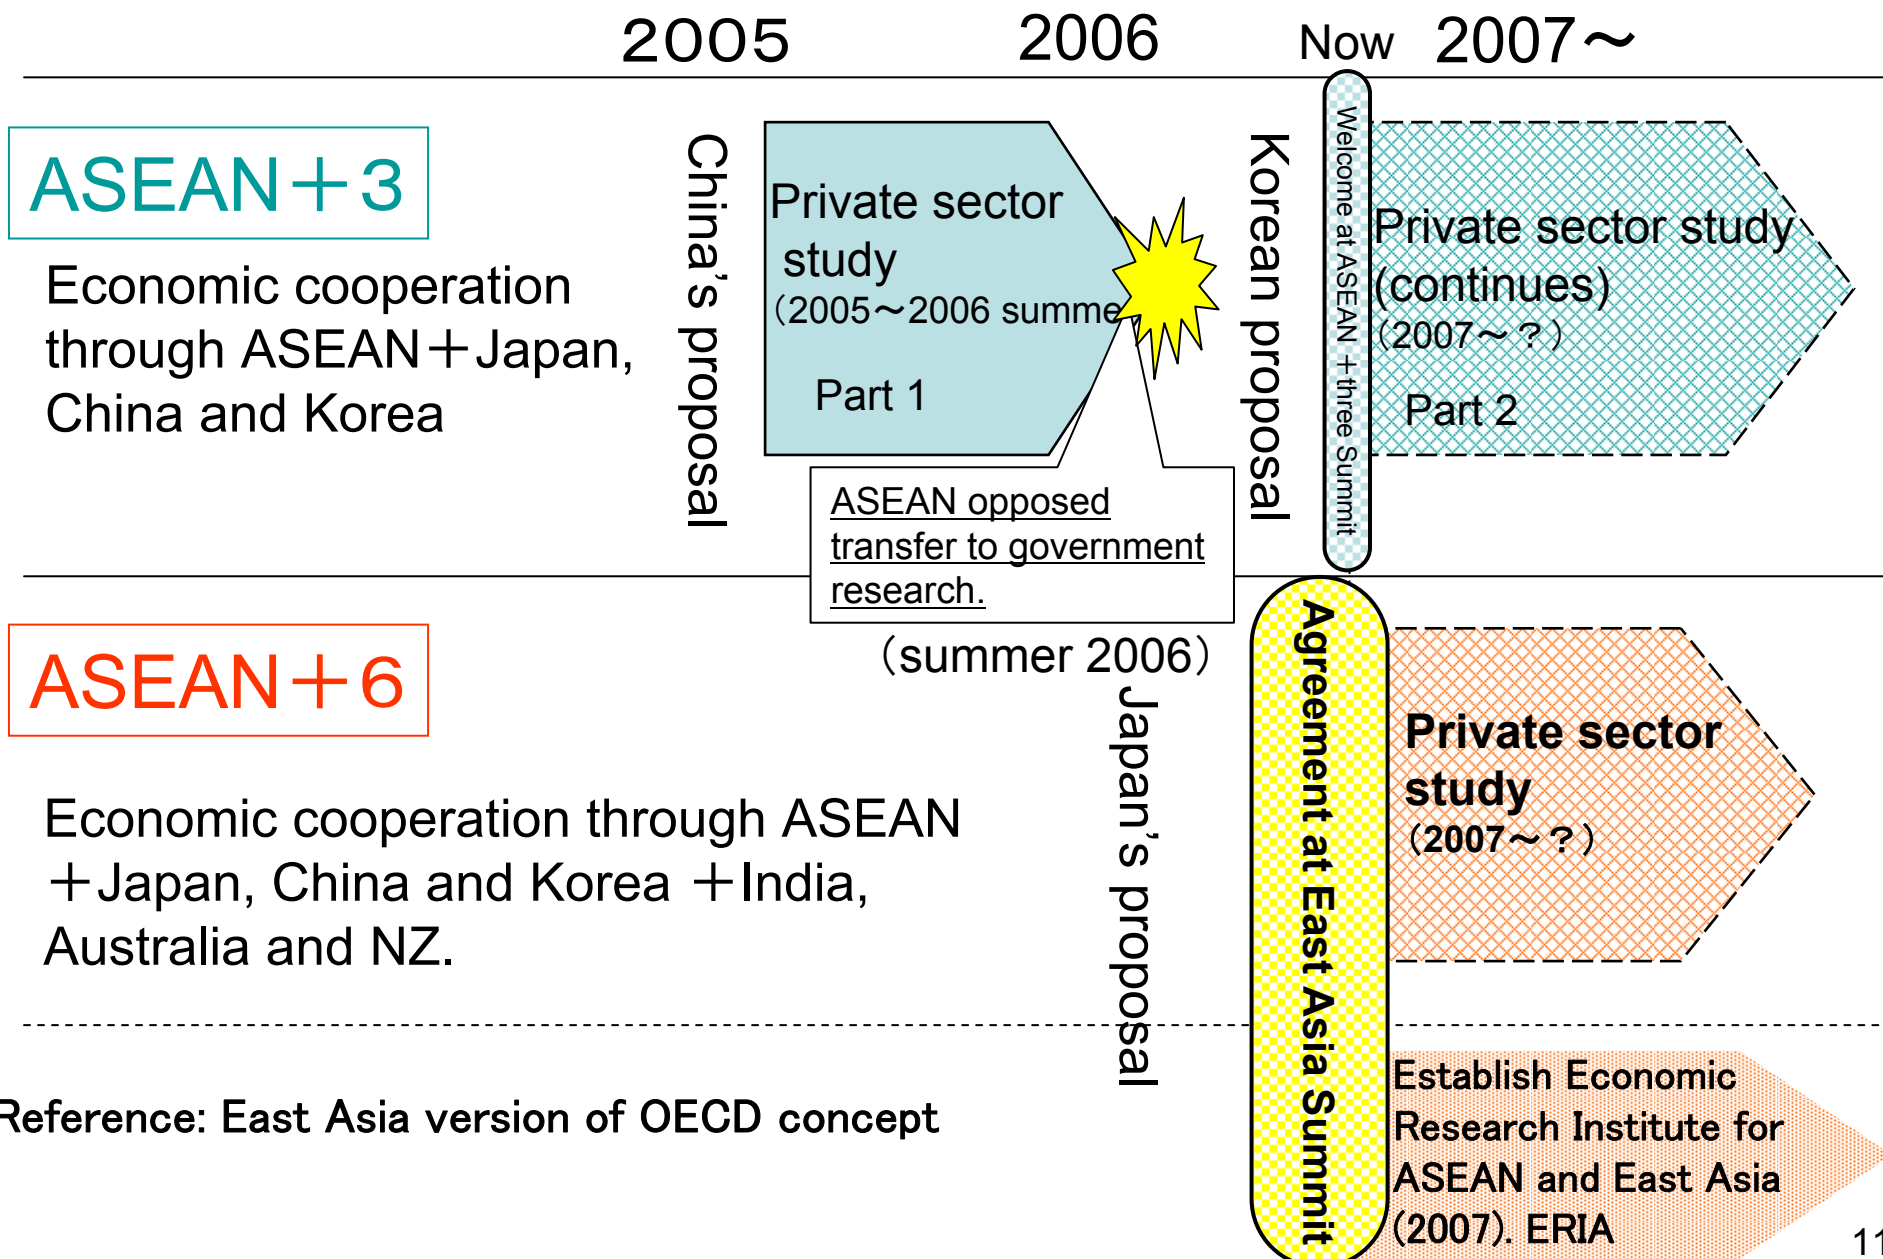 2005 2006 Now 2007～
ASEAN＋3
Economic cooperation
through ASEAN＋Japan,
China and Korea
China's proposal
Private sector
study
（2005～2006 summe
Part 1
ASEAN opposed
transfer to government
research.
（summer 2006）
Korean proposal
Welcome at ASEAN＋three Summit
Private sector study
(continues)
（2007～？）
Part 2
ASEAN＋6
Economic cooperation through ASEAN
＋Japan, China and Korea ＋India,
Australia and NZ.
Japan's proposal
Agreement at East Asia Summit
Private sector
study
（2007～？）
Reference: East Asia version of OECD concept
Establish Economic
Research Institute for
ASEAN and East Asia
(2007). ERIA
11